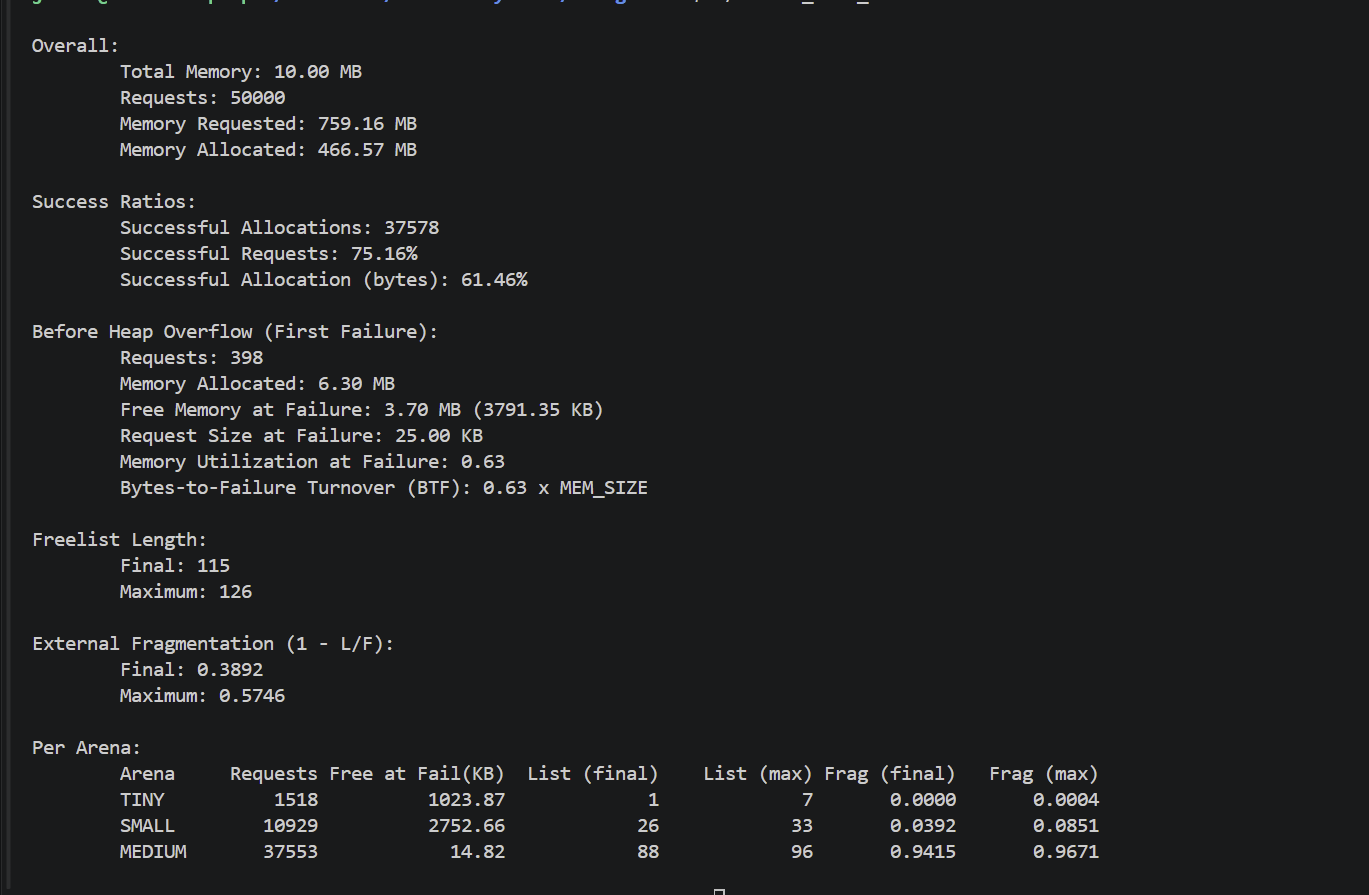 Overall:
Total Memory: 10.00 MB
Requests: 50000
Memory Requested: 759.16 MB
Memory Allocated: 466.57 MB
Success Ratios:
Successful Allocations: 37578
Successful Requests: 75.16%
Successful Allocation (bytes): 61.46%
Before Heap Overflow (First Failure):
Requests: 398
Memory Allocated: 6.30 MB
Free Memory at Failure: 3.70 MB (3791.35 KB)
Request Size at Failure: 25.00 KB
Memory Utilization at Failure: 0.63
Bytes-to-Failure Turnover (BTF): 0.63 x MEM_SIZE
Freelist Length:
Final: 115
Maximum: 126
External Fragmentation (1 - L/F):
Final: 0.3892
Maximum: 0.5746
Per Arena:
Arena Requests Free at Fail(KB) List (final) List (max) Frag (final) Frag (max)
TINY 1518 1023.87 1 7 0.0000 0.0004
SMALL 10929 2752.66 26 33 0.0392 0.0851
MEDIUM 37553 14.82 88 96 0.9415 0.9671